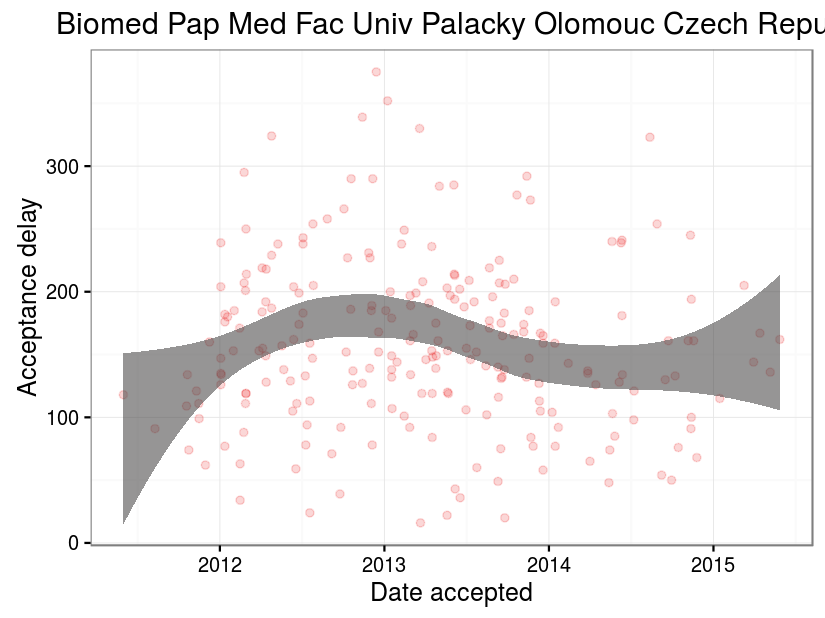 Biomed Pap Med Fac Univ Palacky Olomouc Czech Repu
Acceptance delay
300
200
100
0
2012 2013 2014 2015
Date accepted